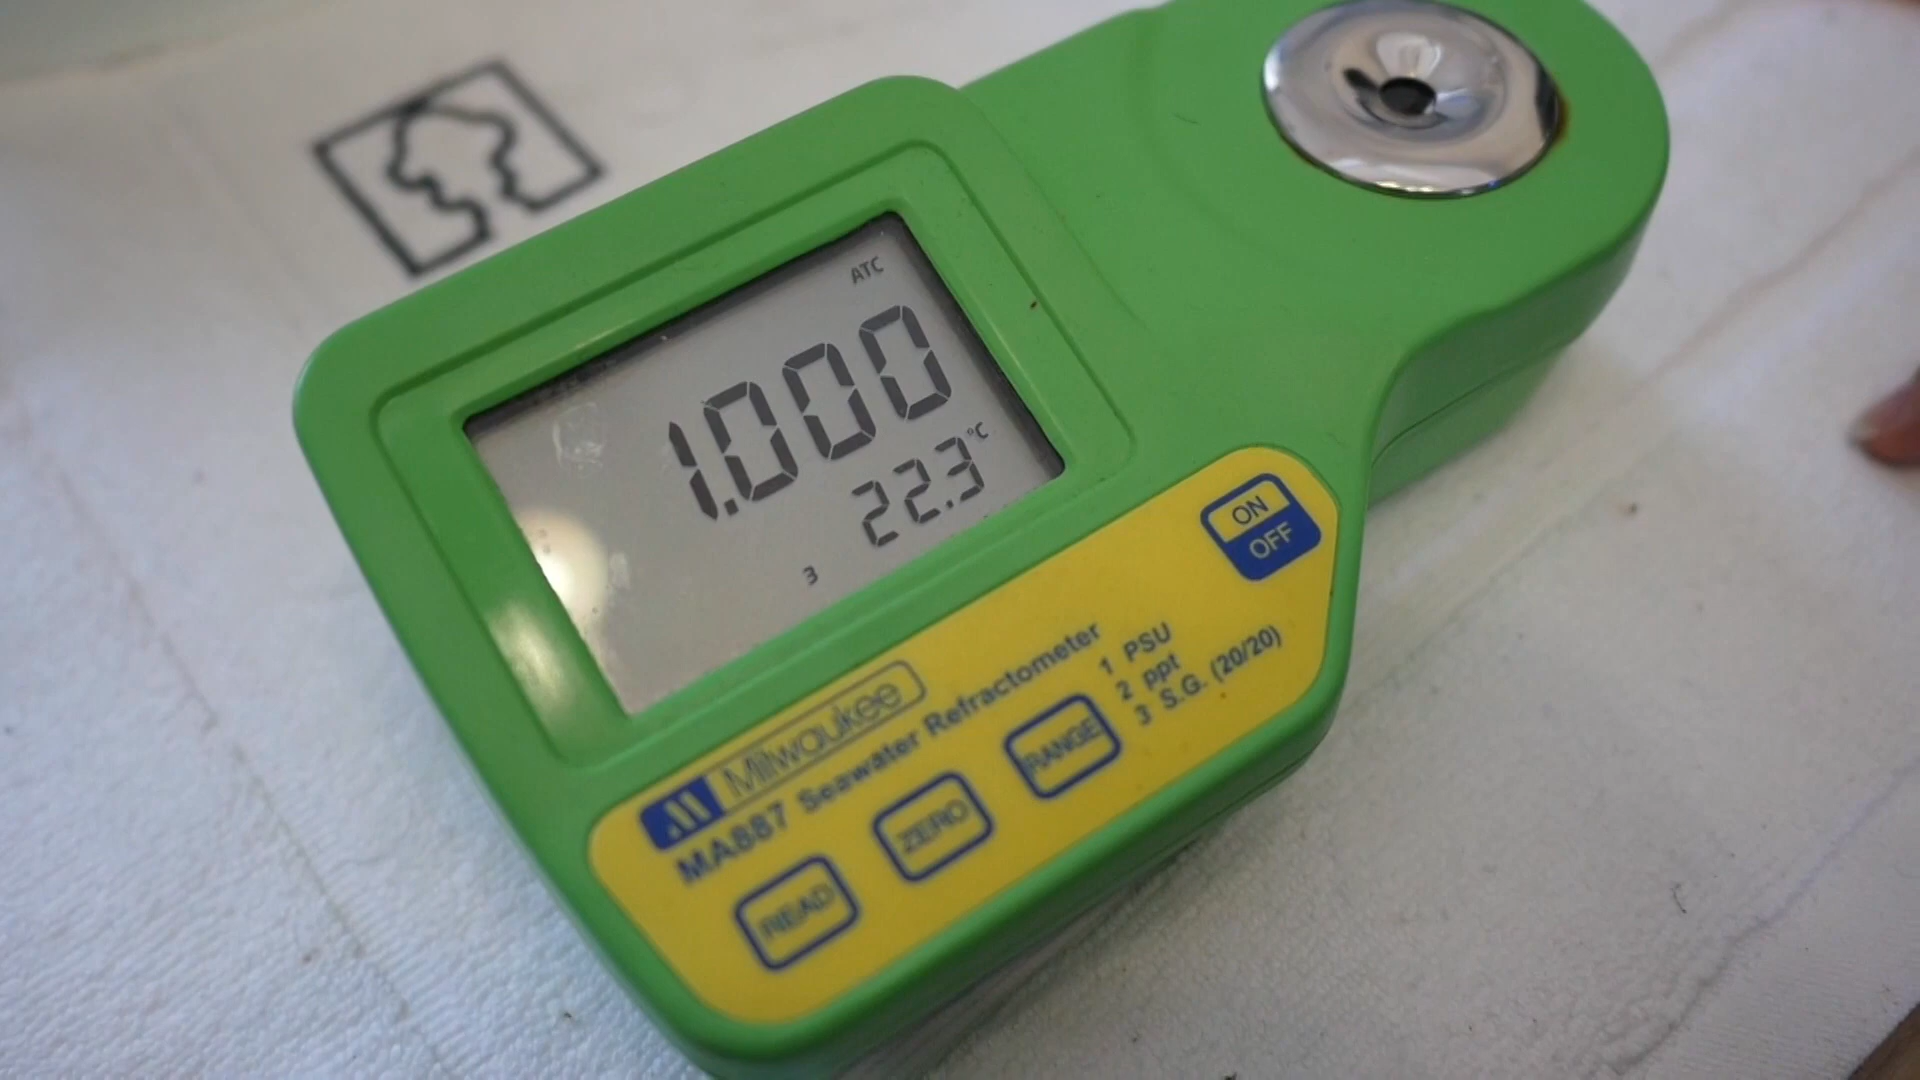 ATC
1.000
22.3 °C
3
ON
OFF
Milwaukee
MA887 Seawater Refractometer
1 PSU
2 ppt
3 S.G. (20/20)
READ
ZERO
RANGE